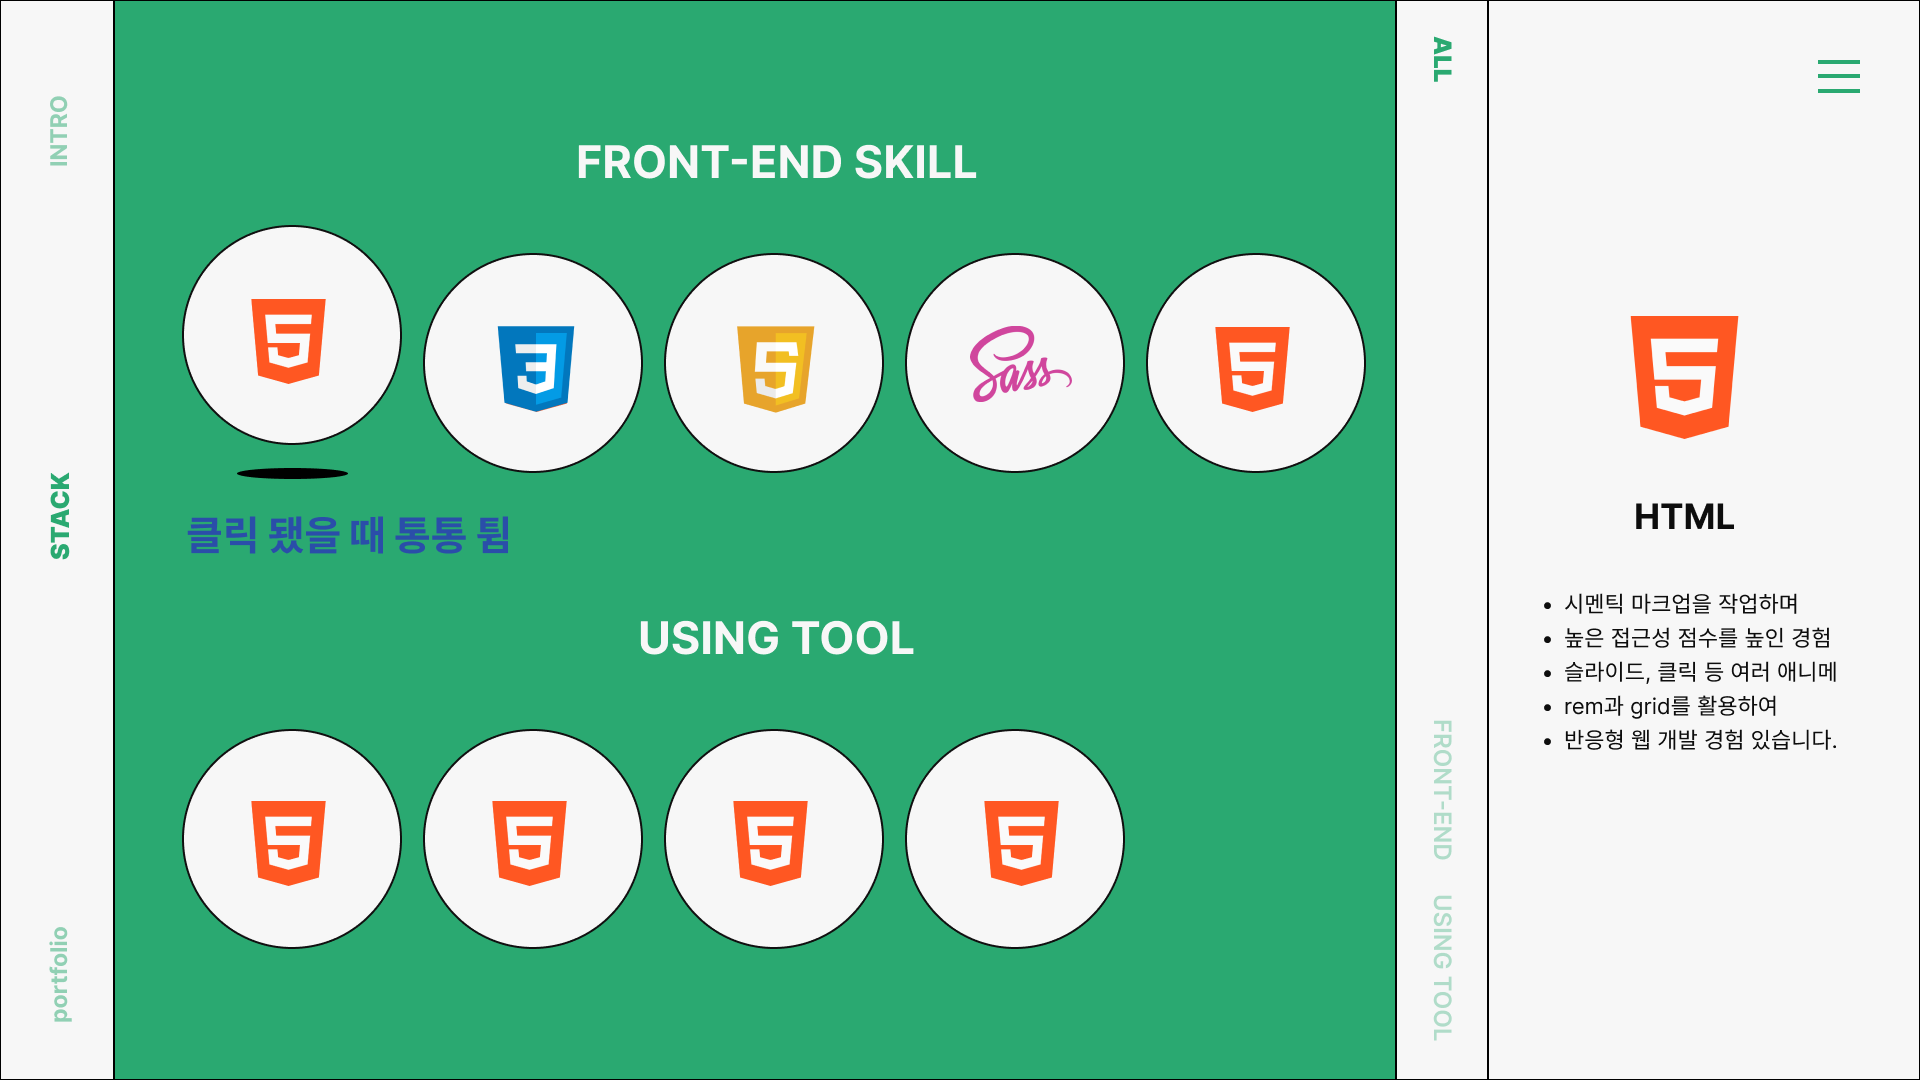 INTRO
STACK
portfolio
FRONT-END SKILL
Sass
클릭 됐을 때 통통 튐
USING TOOL
ALL
FRONT-END
USING TOOL
HTML
시멘틱 마크업을 작업하며
높은 접근성 점수를 높인 경험
슬라이드, 클릭 등 여러 애니메
rem과 grid를 활용하여
반응형 웹 개발 경험 있습니다.